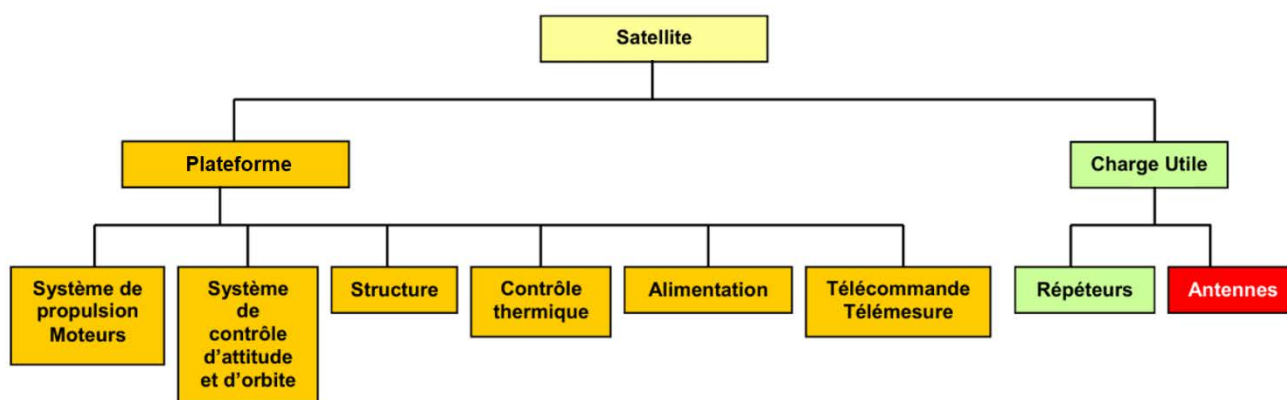 Satellite
Plateforme
Charge Utile
Système de
propulsion
Moteurs
Système
de
contrôle
d'attitude
et d'orbite
Structure
Contrôle
thermique
Alimentation
Télécommande
Télémesure
Répéteurs
Antennes